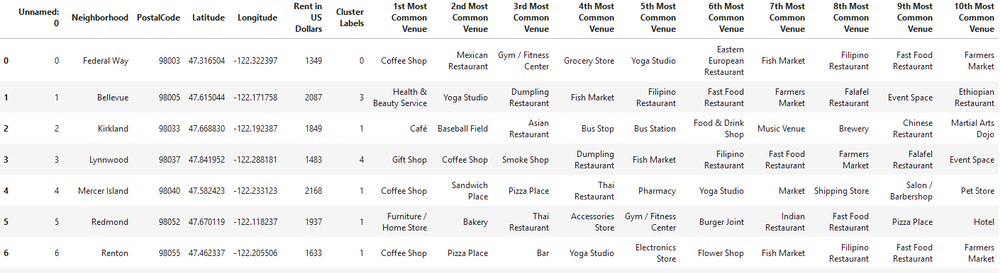 Unnamed: 0 Neighborhood PostalCode Latitude Longitude Rent in US Dollars Cluster Labels 1st Most Common Venue 2nd Most Common Venue 3rd Most Common Venue 4th Most Common Venue 5th Most Common Venue 6th Most Common Venue 7th Most Common Venue 8th Most Common Venue 9th Most Common Venue 10th Most Common Venue
0 0 Federal Way 98003 47.316504 -122.322397 1349 0 Coffee Shop Mexican Restaurant Gym / Fitness Center Grocery Store Yoga Studio Eastern European Restaurant Fish Market Filipino Restaurant Fast Food Restaurant Farmers Market
1 1 Bellevue 98005 47.615044 -122.171758 2087 3 Health & Beauty Service Yoga Studio Dumpling Restaurant Fish Market Filipino Restaurant Fast Food Restaurant Farmers Market Falafel Restaurant Event Space Ethiopian Restaurant
2 2 Kirkland 98033 47.668830 -122.192387 1849 1 Café Baseball Field Asian Restaurant Bus Stop Bus Station Food & Drink Shop Music Venue Brewery Chinese Restaurant Martial Arts Dojo
3 3 Lynnwood 98037 47.841952 -122.288181 1483 4 Gift Shop Coffee Shop Smoke Shop Dumpling Restaurant Fish Market Filipino Restaurant Fast Food Restaurant Farmers Market Falafel Restaurant Event Space
4 4 Mercer Island 98040 47.582423 -122.233123 2168 1 Coffee Shop Sandwich Place Pizza Place Thai Restaurant Pharmacy Yoga Studio Market Shipping Store Salon / Barbershop Pet Store
5 5 Redmond 98052 47.670119 -122.118237 1937 1 Furniture / Home Store Bakery Thai Restaurant Accessories Store Gym / Fitness Center Burger Joint Indian Restaurant Fast Food Restaurant Pizza Place Hotel
6 6 Renton 98055 47.462337 -122.205506 1633 1 Coffee Shop Pizza Place Bar Yoga Studio Electronics Store Flower Shop Fish Market Filipino Restaurant Fast Food Restaurant Farmers Market